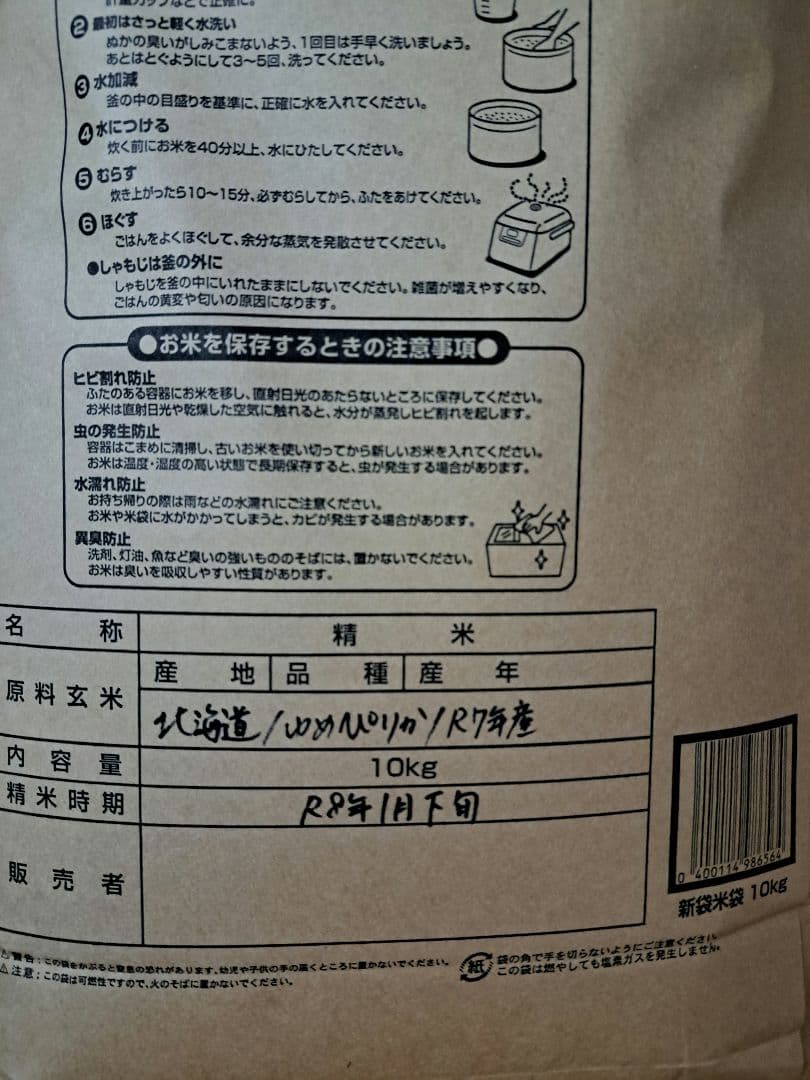 計量カップなどで正確に。
② 最初はさっと軽く水洗い
ぬかの臭いがしみこまないよう、1回目は手早く洗いましょう。
あとはとぐようにして3〜5回、洗ってください。
③ 水加減
釜の中の目盛りを基準に、正確に水を入れてください。
④ 水につける
炊く前にお米を40分以上、水にひたしてください。
⑤ むらす
炊き上がったら10〜15分、必ずむらしてから、ふたをあけてください。
⑥ ほぐす
ごはんをよくほぐして、余分な蒸気を発散させてください。
●しゃもじは釜の外に
しゃもじを釜の中にいれたままにしないでください。雑菌が増えやすくなり、
ごはんの黄変や匂いの原因になります。
●お米を保存するときの注意事項●
ヒビ割れ防止
ふたのある容器にお米を移し、直射日光のあたらないところに保存してください。
お米は直射日光や乾燥した空気に触れると、水分が蒸発しヒビ割れを起します。
虫の発生防止
容器はこまめに清掃し、古いお米を使い切ってから新しいお米を入れてください。
お米は温度・湿度の高い状態で長期保存すると、虫が発生する場合があります。
水濡れ防止
お持ち帰りの際は雨などの水濡れにご注意ください。
お米や米袋に水がかかってしまうと、カビが発生する場合があります。
異臭防止
洗剤、灯油、魚など臭いの強いもののそばには、置かないでください。
お米は臭いを吸収しやすい性質があります。
名称 精米
原料玄米 産地 品種 産年
北海道/ゆめぴりか/R7年産
内容量 10kg
精米時期 R8年1月下旬
販売者
0 400114 986564
新袋米袋 10kg
⚠警告：この袋をかぶると窒息の恐れがあります。幼児や子供の手の届くところに置かないでください。
⚠注意：この袋は可燃性ですので、火のそばに置かないでください。
紙
袋の角で手を切らないようにご注意ください。
この袋は燃やしても塩素ガスを発生しません。